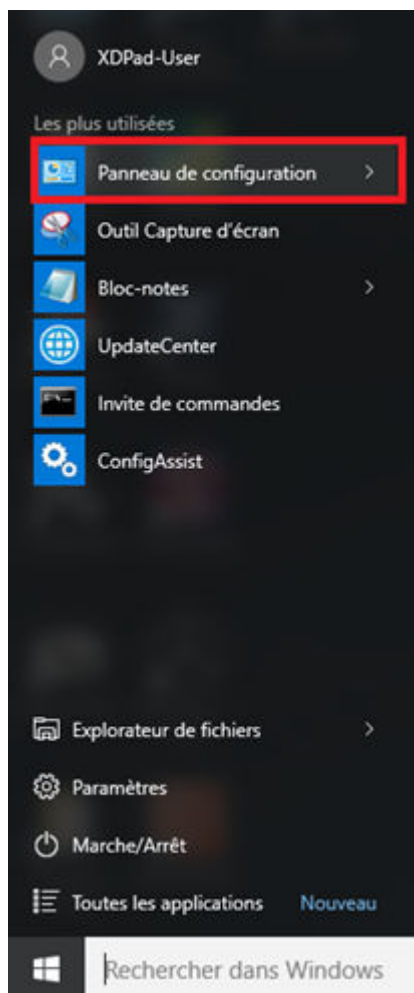 XDPad-User
Les plus utilisées
Panneau de configuration
Outil Capture d'écran
Bloc-notes
UpdateCenter
Invite de commandes
ConfigAssist
Explorateur de fichiers
Paramètres
Marche/Arrêt
Toutes les applications Nouveau
Rechercher dans Windows